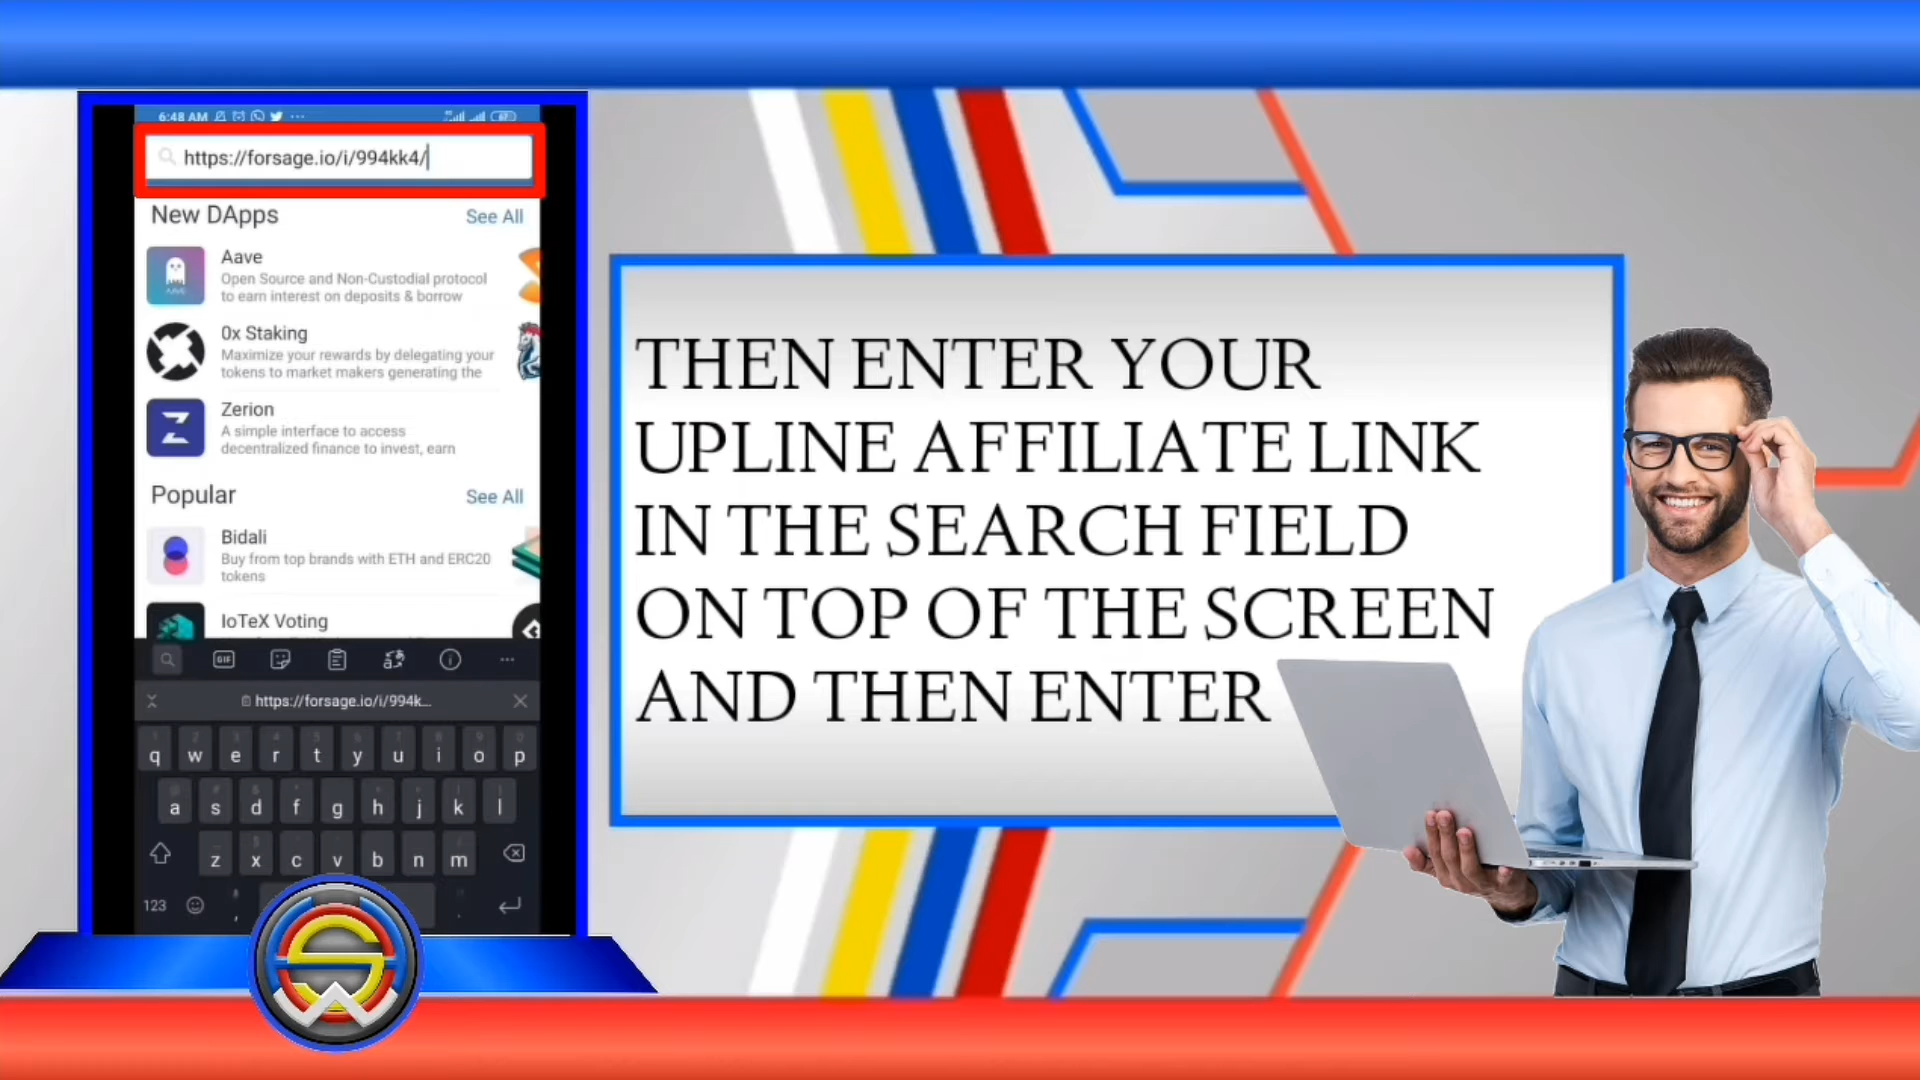 6:48 AM
https://forsage.io/i/994kk4/
New DApps
See All
Aave
Open Source and Non-Custodial protocol
to earn interest on deposits & borrow
0x Staking
Maximize your rewards by delegating your
tokens to market makers generating the
Zerion
A simple interface to access
decentralized finance to invest, earn
Popular
See All
Bidali
Buy from top brands with ETH and ERC20
tokens
IoTeX Voting
GIF
https://forsage.io/i/994k...
q w e r t y u i o p
a s d f g h j k l
z x c v b n m
123 , .
THEN ENTER YOUR
UPLINE AFFILIATE LINK
IN THE SEARCH FIELD
ON TOP OF THE SCREEN
AND THEN ENTER